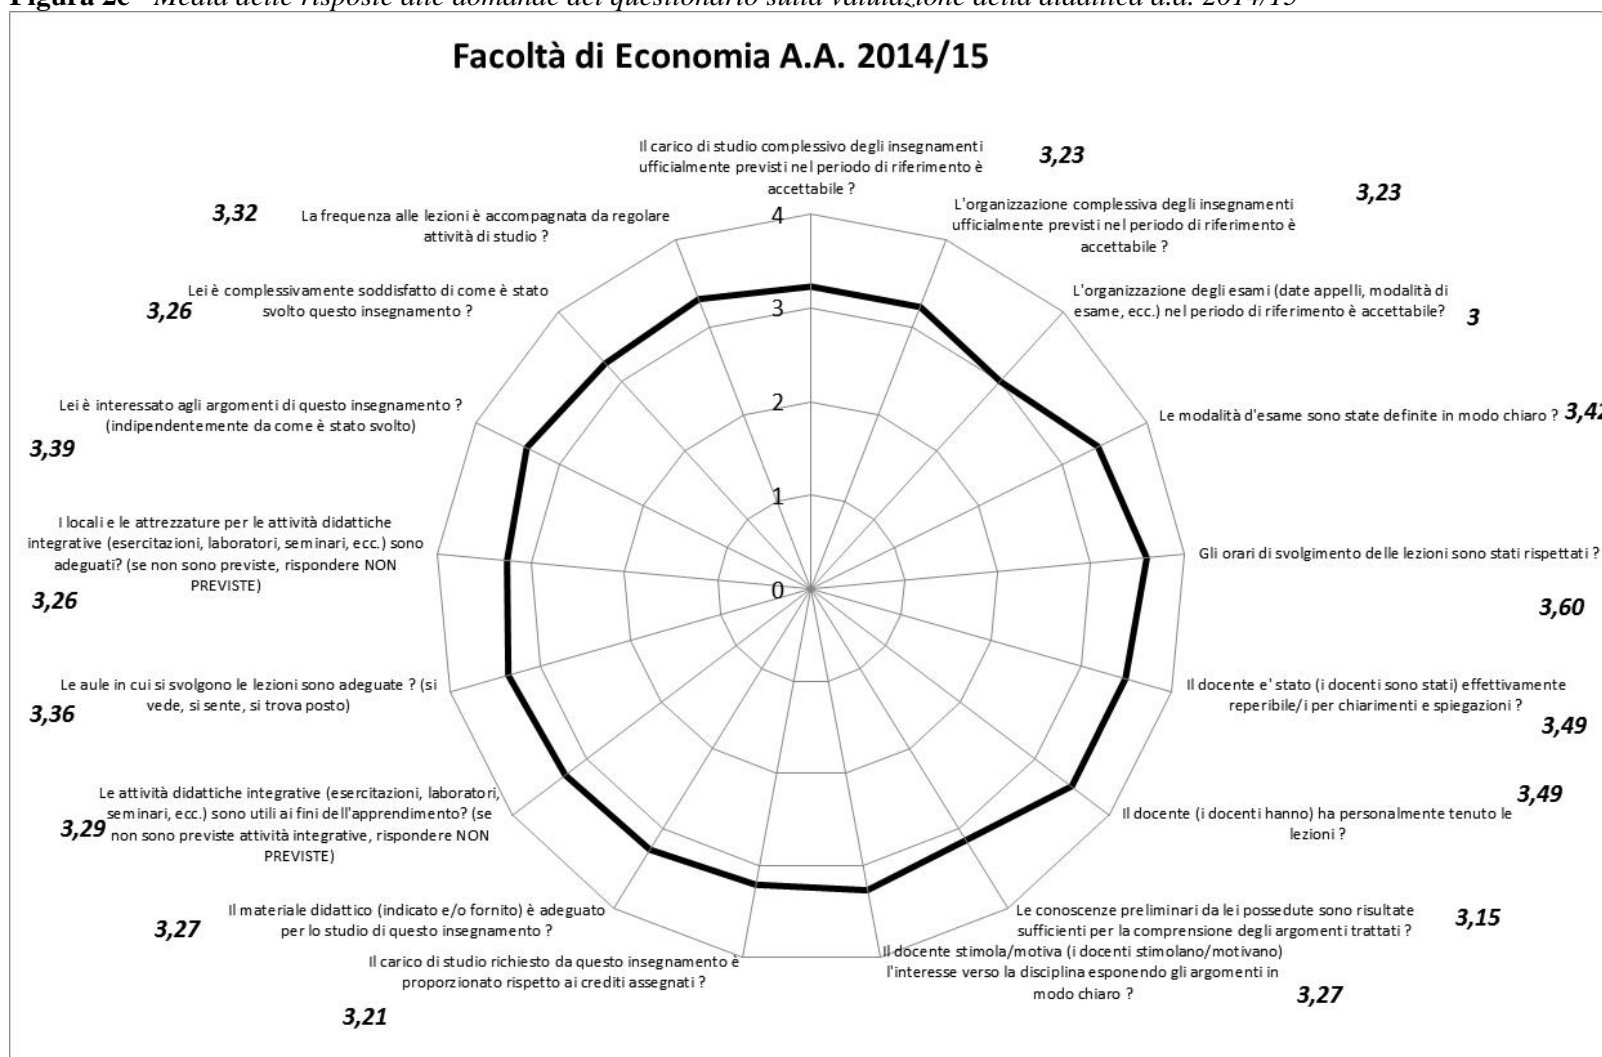 Figura 2c - Media delle risposte alle domande del questionario sulla valutazione della didattica a.a. 2014/15
Facoltà di Economia A.A. 2014/15
Il carico di studio complessivo degli insegnamenti
ufficialmente previsti nel periodo di riferimento è
accettabile ?
3,23
L'organizzazione complessiva degli insegnamenti
ufficialmente previsti nel periodo di riferimento è
accettabile ?
3,23
L'organizzazione degli esami (date appelli, modalità di
esame, ecc.) nel periodo di riferimento è accettabile?
3
Le modalità d'esame sono state definite in modo chiaro ?
3,42
Gli orari di svolgimento delle lezioni sono stati rispettati ?
3,60
Il docente e' stato (i docenti sono stati) effettivamente
reperibile/i per chiarimenti e spiegazioni ?
3,49
3,49
Il docente (i docenti hanno) ha personalmente tenuto le
lezioni ?
Le conoscenze preliminari da lei possedute sono risultate
sufficienti per la comprensione degli argomenti trattati ?
3,15
Il docente stimola/motiva (i docenti stimolano/motivano)
l'interesse verso la disciplina esponendo gli argomenti in
modo chiaro ?
3,27
Il carico di studio richiesto da questo insegnamento è
proporzionato rispetto ai crediti assegnati ?
3,21
Il materiale didattico (indicato e/o fornito) è adeguato
per lo studio di questo insegnamento ?
3,27
Le attività didattiche integrative (esercitazioni, laboratori,
seminari, ecc.) sono utili ai fini dell'apprendimento? (se
non sono previste attività integrative, rispondere NON
PREVISTE)
3,29
Le aule in cui si svolgono le lezioni sono adeguate ? (si
vede, si sente, si trova posto)
3,36
I locali e le attrezzature per le attività didattiche
integrative (esercitazioni, laboratori, seminari, ecc.) sono
adeguati? (se non sono previste, rispondere NON
PREVISTE)
3,26
Lei è interessato agli argomenti di questo insegnamento ?
(indipendentemente da come è stato svolto)
3,39
Lei è complessivamente soddisfatto di come è stato
svolto questo insegnamento ?
3,26
La frequenza alle lezioni è accompagnata da regolare
attività di studio ?
3,32
4
3
2
1
0